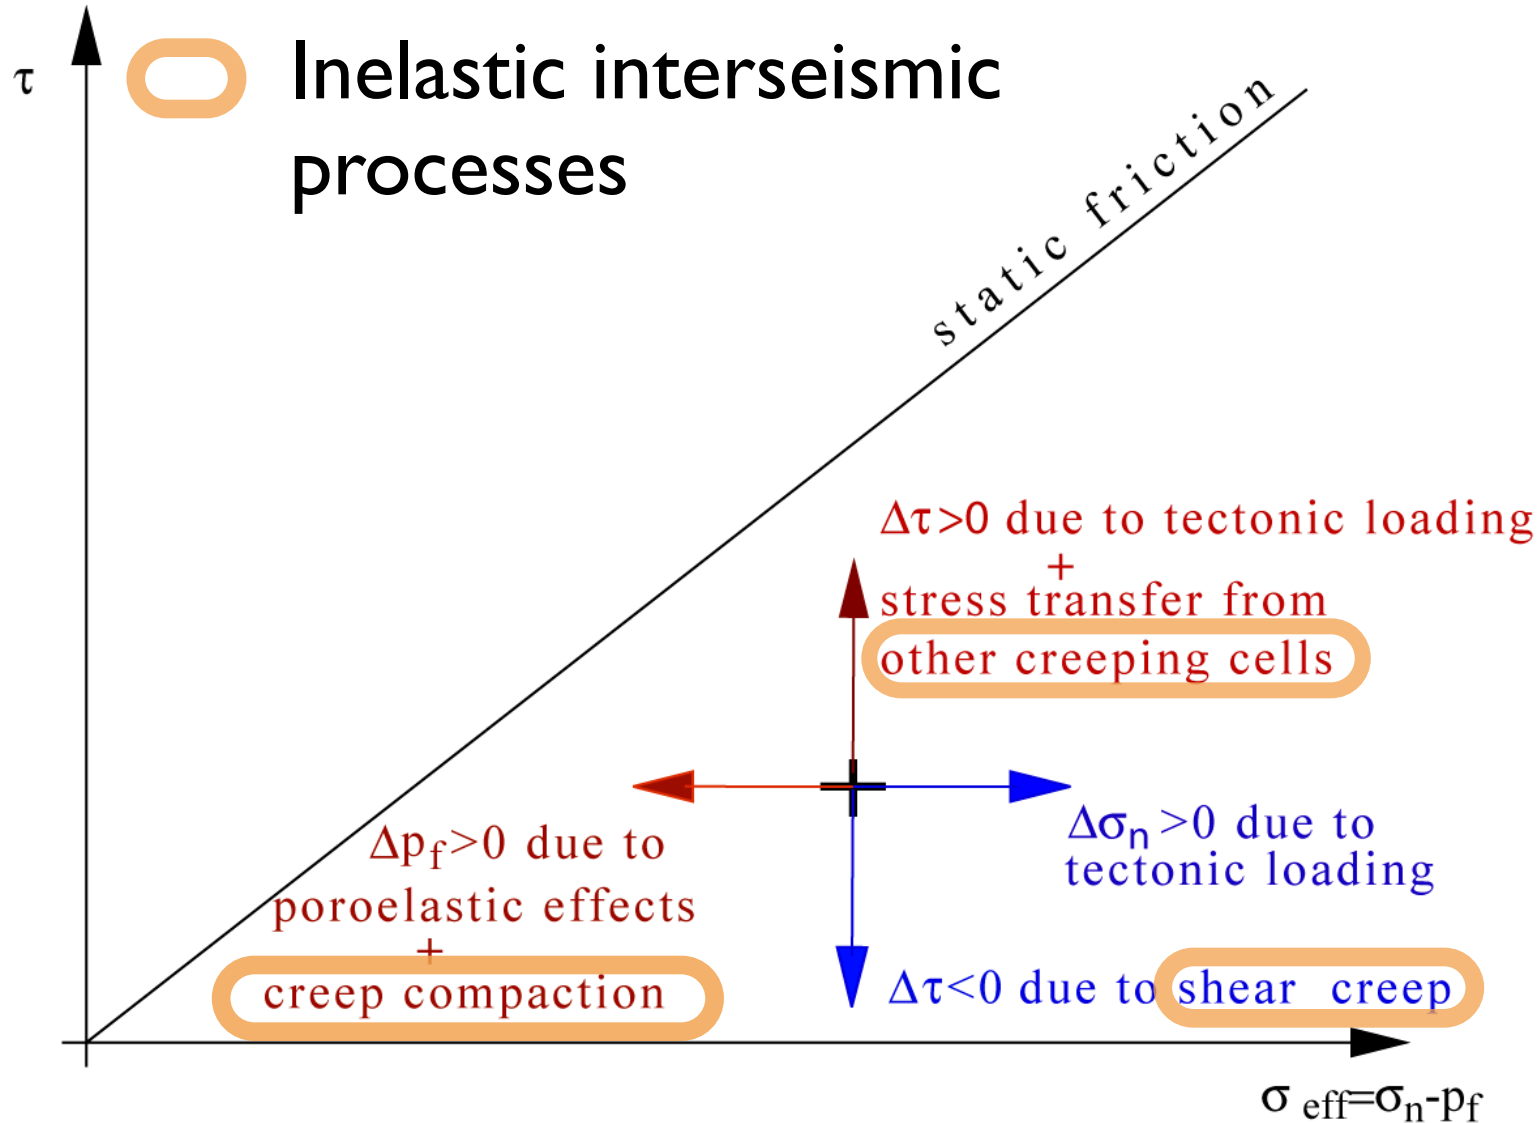 τ
Inelastic interseismic
processes
static friction
Δτ>0 due to tectonic loading
+
stress transfer from
other creeping cells
Δσn >0 due to
tectonic loading
Δpf>0 due to
poroelastic effects
+
creep compaction
Δτ<0 due to shear creep
σ eff=σn-pf